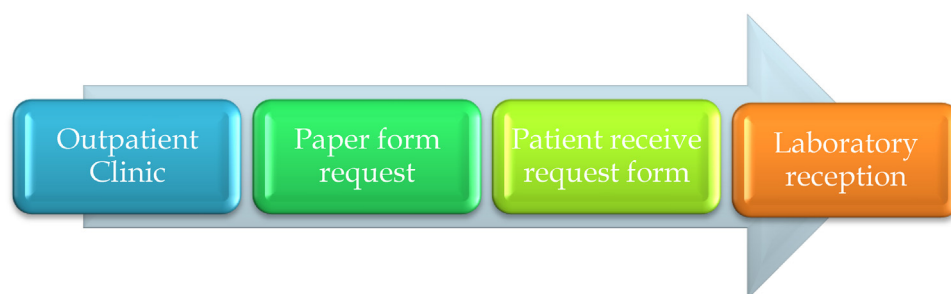 Outpatient
Clinic
Paper form
request
Patient receive
request form
Laboratory
reception